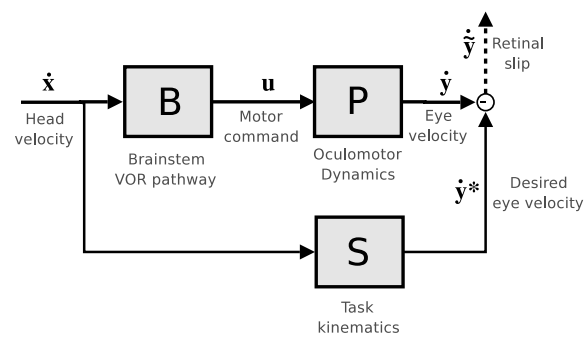 ẋ
Head
velocity
B
Brainstem
VOR pathway
u
Motor
command
P
Oculomotor
Dynamics
ẏ
Eye
velocity
-
ỹ̇
Retinal
slip
ẏ*
Desired
eye velocity
S
Task
kinematics